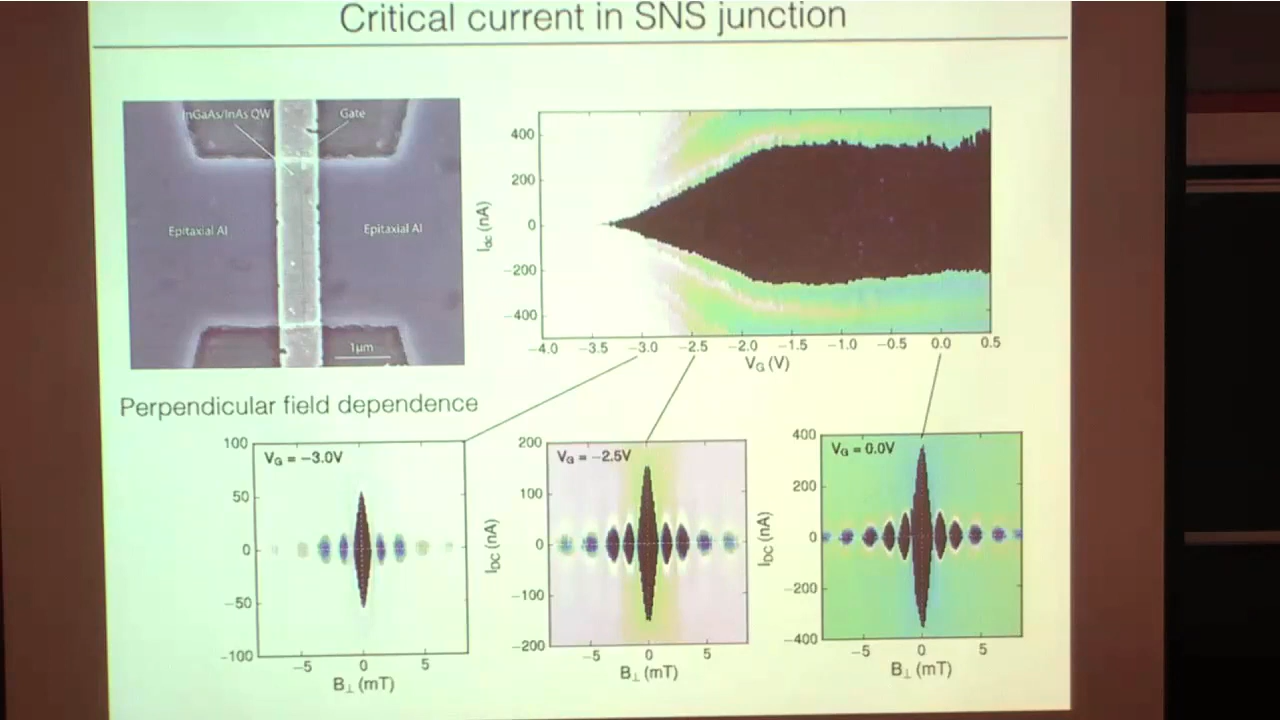 Critical current in SNS junction
InGaAs/InAs QW
Gate
Epitaxial Al
Epitaxial Al
1μm
400
200
0
−200
−400
I_dc (nA)
−4.0 −3.5 −3.0 −2.5 −2.0 −1.5 −1.0 −0.5 0.0 0.5
V_G (V)
Perpendicular field dependence
V_G = −3.0V
100
50
0
−50
−100
−5 0 5
B_⊥ (mT)
V_G = −2.5V
200
100
0
−100
−200
I_DC (nA)
−5 0 5
B_⊥ (mT)
V_G = 0.0V
400
200
0
−200
−400
I_DC (nA)
−5 0 5
B_⊥ (mT)